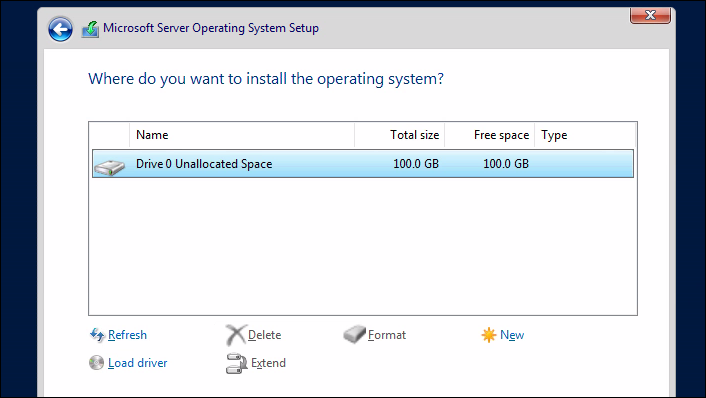 Microsoft Server Operating System Setup
Where do you want to install the operating system?
Name Total size Free space Type
Drive 0 Unallocated Space 100.0 GB 100.0 GB
Refresh Delete Format New
Load driver Extend